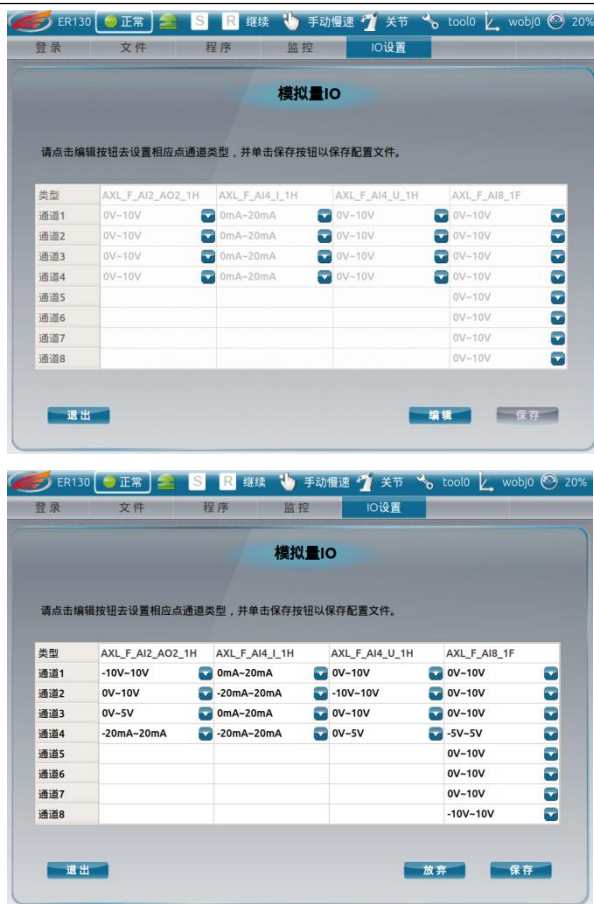 ER130 正常 S R 继续 手动慢速 关节 tool0 wobj0 20%
登录 文件 程序 监控 IO设置
模拟量IO
请点击编辑按钮去设置相应点通道类型，并单击保存按钮以保存配置文件。
类型 AXL_F_AI2_AO2_1H AXL_F_AI4_I_1H AXL_F_AI4_U_1H AXL_F_AI8_1F
通道1 0V~10V 0mA~20mA 0V~10V 0V~10V
通道2 0V~10V 0mA~20mA 0V~10V 0V~10V
通道3 0V~10V 0mA~20mA 0V~10V 0V~10V
通道4 0V~10V 0mA~20mA 0V~10V 0V~10V
通道5 0V~10V
通道6 0V~10V
通道7 0V~10V
通道8 0V~10V
退出 编辑 保存
ER130 正常 S R 继续 手动慢速 关节 tool0 wobj0 20%
登录 文件 程序 监控 IO设置
模拟量IO
请点击编辑按钮去设置相应点通道类型，并单击保存按钮以保存配置文件。
类型 AXL_F_AI2_AO2_1H AXL_F_AI4_I_1H AXL_F_AI4_U_1H AXL_F_AI8_1F
通道1 -10V~10V 0mA~20mA 0V~10V 0V~10V
通道2 0V~10V -20mA~20mA -10V~10V 0V~10V
通道3 0V~5V 0mA~20mA 0V~10V 0V~10V
通道4 -20mA~20mA -20mA~20mA 0V~5V -5V~5V
通道5 0V~10V
通道6 0V~10V
通道7 0V~10V
通道8 -10V~10V
退出 放弃 保存